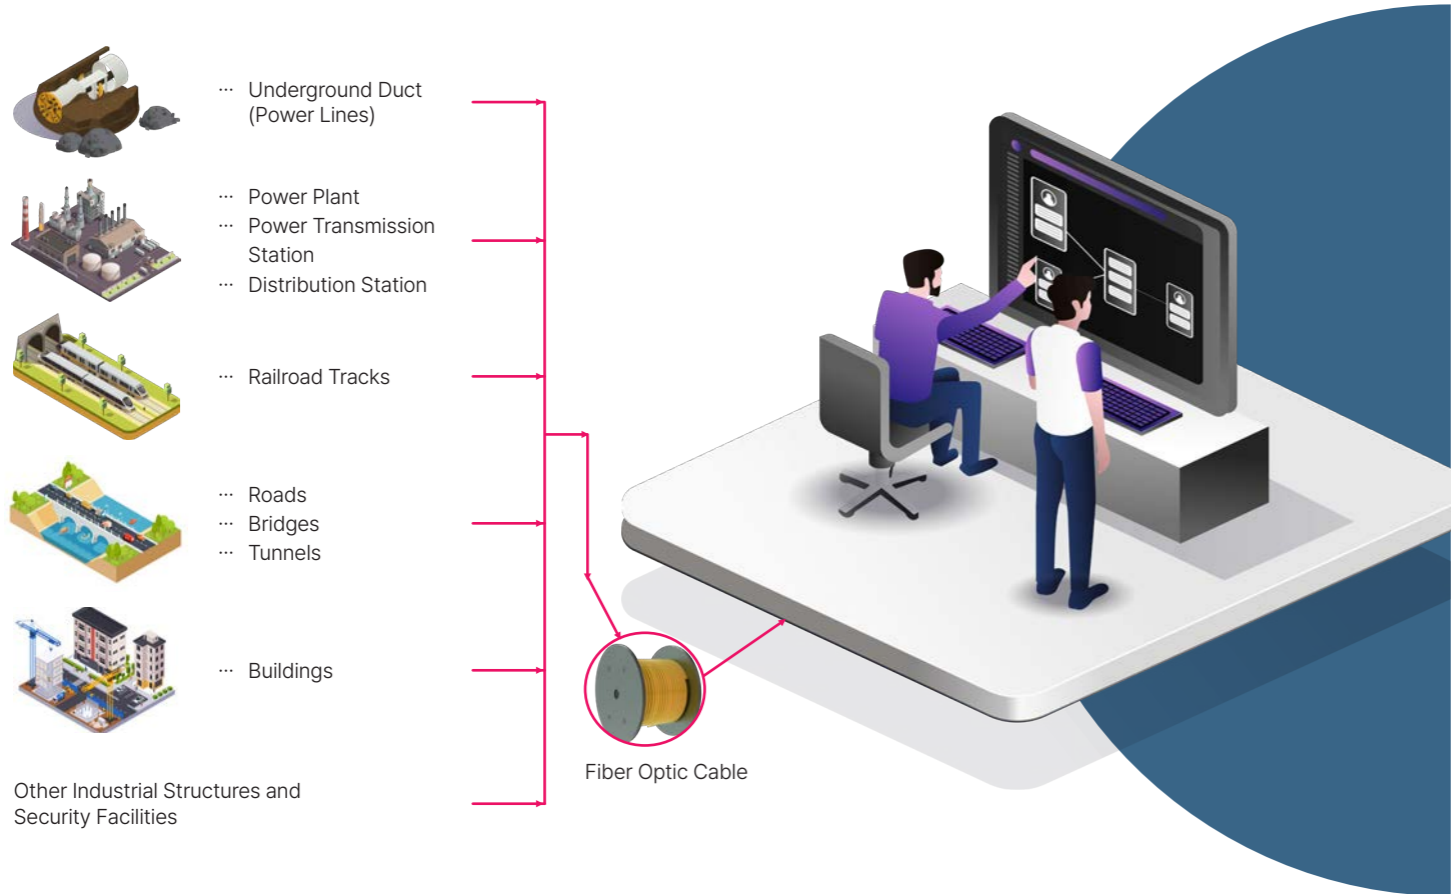 ··· Underground Duct
(Power Lines)
··· Power Plant
··· Power Transmission
Station
··· Distribution Station
··· Railroad Tracks
··· Roads
··· Bridges
··· Tunnels
··· Buildings
Other Industrial Structures and
Security Facilities
Fiber Optic Cable